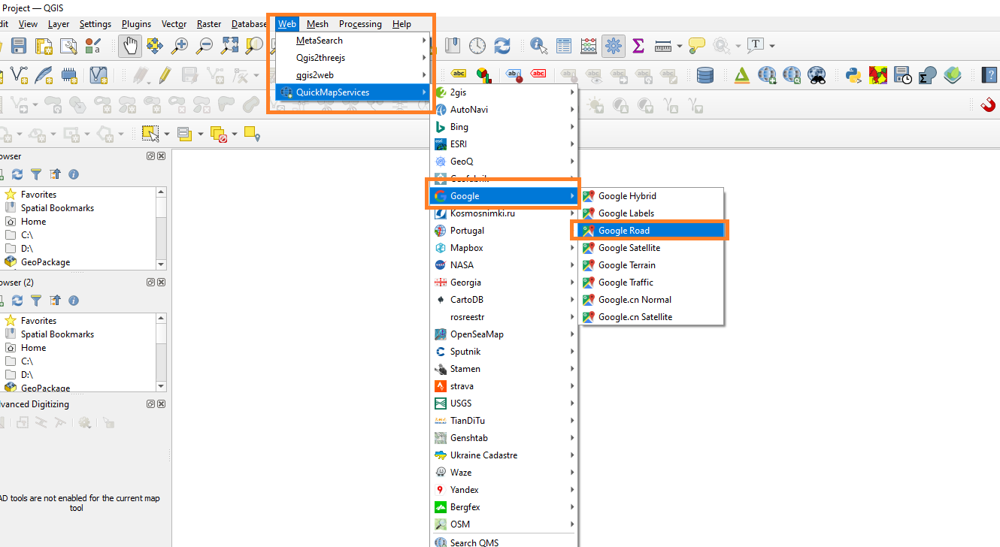 Project — QGIS
dit View Layer Settings Plugins Vector Raster Database Web Mesh Processing Help
MetaSearch
Qgis2threejs
qgis2web
QuickMapServices
2gis
AutoNavi
Bing
ESRI
GeoQ
Geofabrik
Google
Kosmosnimki.ru
Portugal
Mapbox
NASA
Georgia
CartoDB
rosreestr
OpenSeaMap
Sputnik
Stamen
strava
USGS
TianDiTu
Genshtab
Ukraine Cadastre
Waze
Yandex
Bergfex
OSM
Search QMS
Google Hybrid
Google Labels
Google Road
Google Satellite
Google Terrain
Google Traffic
Google.cn Normal
Google.cn Satellite
owser
Favorites
Spatial Bookmarks
Home
C:\
D:\
GeoPackage
owser (2)
Favorites
Spatial Bookmarks
Home
C:\
D:\
GeoPackage
vanced Digitizing
AD tools are not enabled for the current map
tool